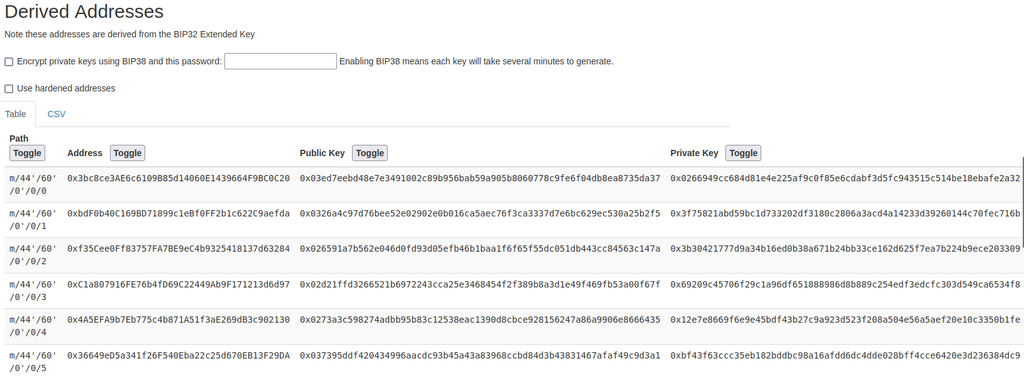 Derived Addresses
Note these addresses are derived from the BIP32 Extended Key
Encrypt private keys using BIP38 and this password: Enabling BIP38 means each key will take several minutes to generate.
Use hardened addresses
Table CSV
Path
Toggle Address Toggle Public Key Toggle Private Key Toggle
m/44'/60' 0x3bc8ce3AE6c6109B85d14060E1439664F9BC0C20 0x03ed7eebd48e7e3491002c89b956bab59a905b8060778c9fe6f04db8ea8735da37 0x0266949cc684d81e4e225af9c0f85e6cdabf3d5fc943515c514be18ebafe2a32
/0'/0/0
m/44'/60' 0xbdF0b40C169BD71899c1eBf0FF2b1c622C9aefda 0x0326a4c97d76bee52e02902e0b016ca5aec76f3ca3337d7e6bc629ec530a25b2f5 0x3f75821abd59bc1d733202df3180c2806a3acd4a14233d39260144c70fec716b
/0'/0/1
m/44'/60' 0xf35Cee0Ff83757FA7BE9eC4b9325418137d63284 0x026591a7b562e046d0fd93d05efb46b1baa1f6f65f55dc051db443cc84563c147a 0x3b30421777d9a34b16ed0b38a671b24bb33ce162d625f7ea7b224b9ece203309
/0'/0/2
m/44'/60' 0xC1a807916FE76b4fD69C22449Ab9F171213d6d97 0x02d21ffd3266521b6972243cca25e3468454f2f389b8a3d1e49f469fb53a00f67f 0x69209c45706f29c1a96df651888986d8b889c254edf3edcfc303d549ca6534f8
/0'/0/3
m/44'/60' 0x4A5EFA9b7Eb775c4b871A51f3aE269dB3c902130 0x0273a3c598274adbb95b83c12538eac1390d8cbce928156247a86a9906e8666435 0x12e7e8669f6e9e45bdf43b27c9a923d523f208a504e56a5aef20e10c3350b1fe
/0'/0/4
m/44'/60' 0x36649eD5a341f26F540Eba22c25d670EB13F29DA 0x037395ddf420434996aacdc93b45a43a83968ccbd84d3b43831467afaf49c9d3a1 0xbf43f63ccc35eb182bddbc98a16afdd6dc4dde028bff4cce6420e3d236384dc9
/0'/0/5